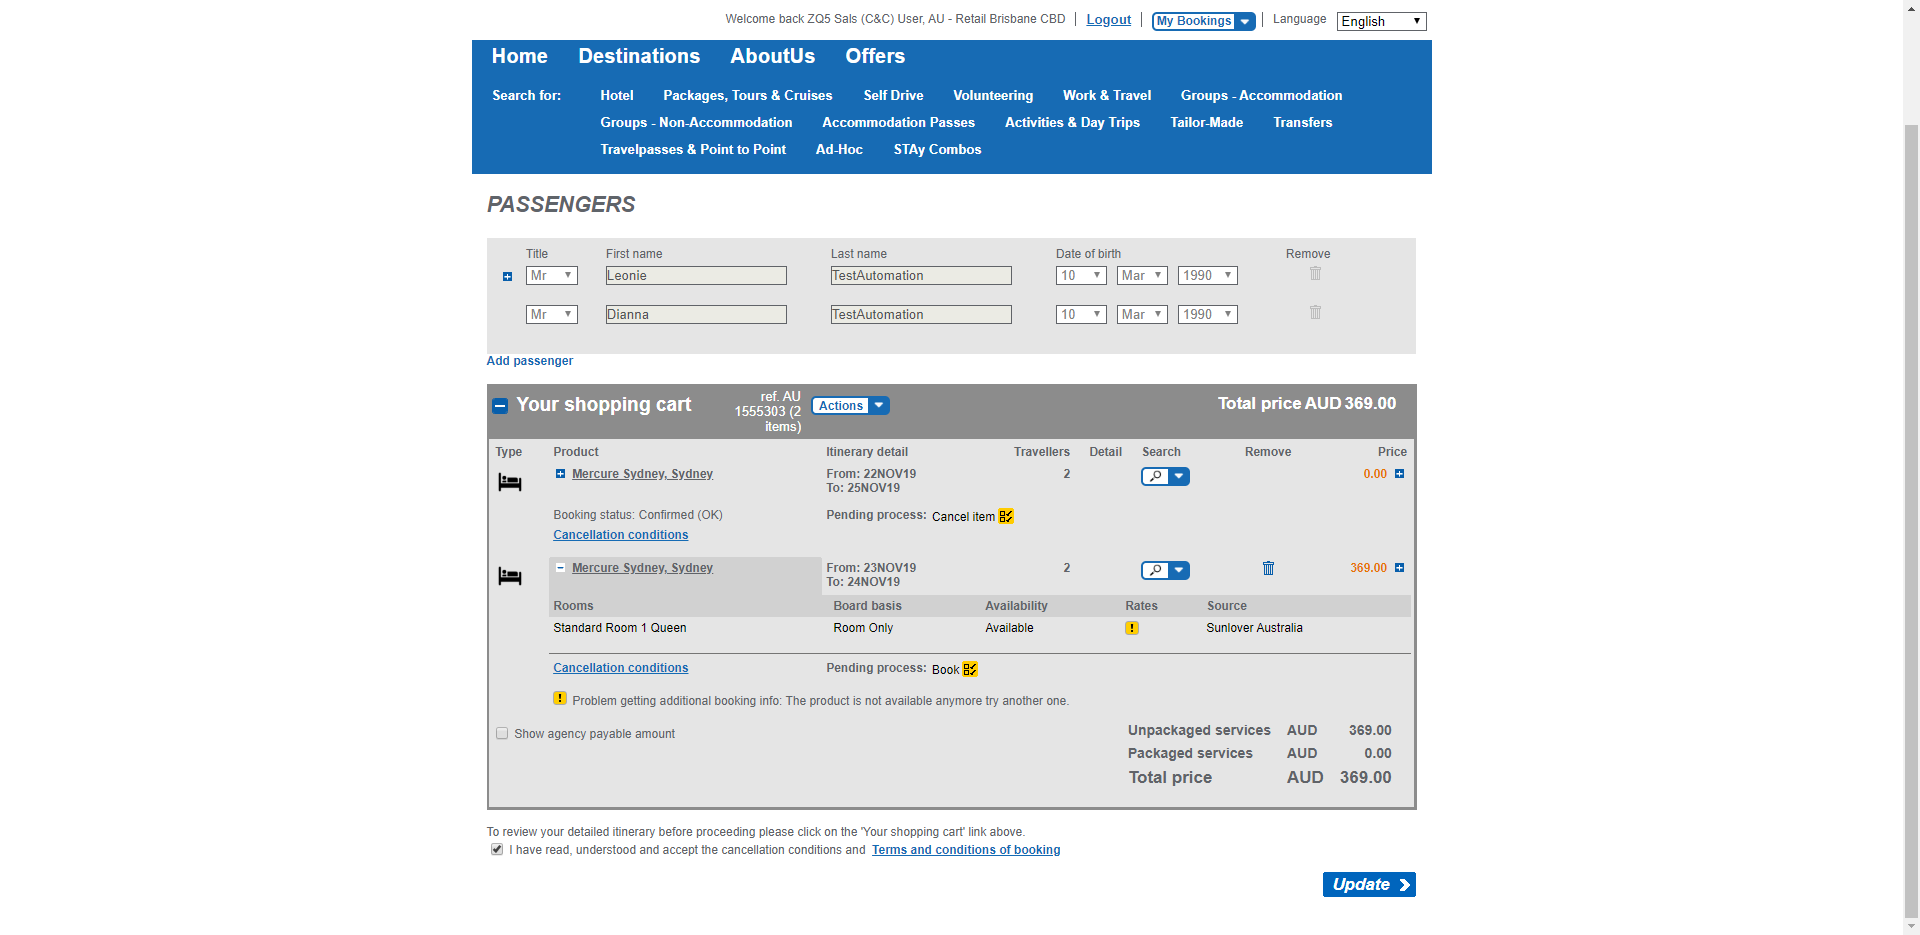 Welcome back ZQ5 Sals (C&C) User, AU - Retail Brisbane CBD | Logout | My Bookings | Language English
Home Destinations AboutUs Offers
Search for: Hotel Packages, Tours & Cruises Self Drive Volunteering Work & Travel Groups - Accommodation
Groups - Non-Accommodation Accommodation Passes Activities & Day Trips Tailor-Made Transfers
Travelpasses & Point to Point Ad-Hoc STAy Combos
PASSENGERS
Title First name Last name Date of birth Remove
Mr Leonie TestAutomation 10 Mar 1990
Mr Dianna TestAutomation 10 Mar 1990
Add passenger
Your shopping cart
ref. AU
1555303 (2
items)
Actions
Total price AUD 369.00
Type Product Itinerary detail Travellers Detail Search Remove Price
Mercure Sydney, Sydney From: 22NOV19 2 0.00
To: 25NOV19
Booking status: Confirmed (OK) Pending process: Cancel item
Cancellation conditions
Mercure Sydney, Sydney From: 23NOV19 2 369.00
To: 24NOV19
Rooms Board basis Availability Rates Source
Standard Room 1 Queen Room Only Available ! Sunlover Australia
Cancellation conditions Pending process: Book
! Problem getting additional booking info: The product is not available anymore try another one.
Show agency payable amount
Unpackaged services AUD 369.00
Packaged services AUD 0.00
Total price AUD 369.00
To review your detailed itinerary before proceeding please click on the 'Your shopping cart' link above.
I have read, understood and accept the cancellation conditions and Terms and conditions of booking
Update